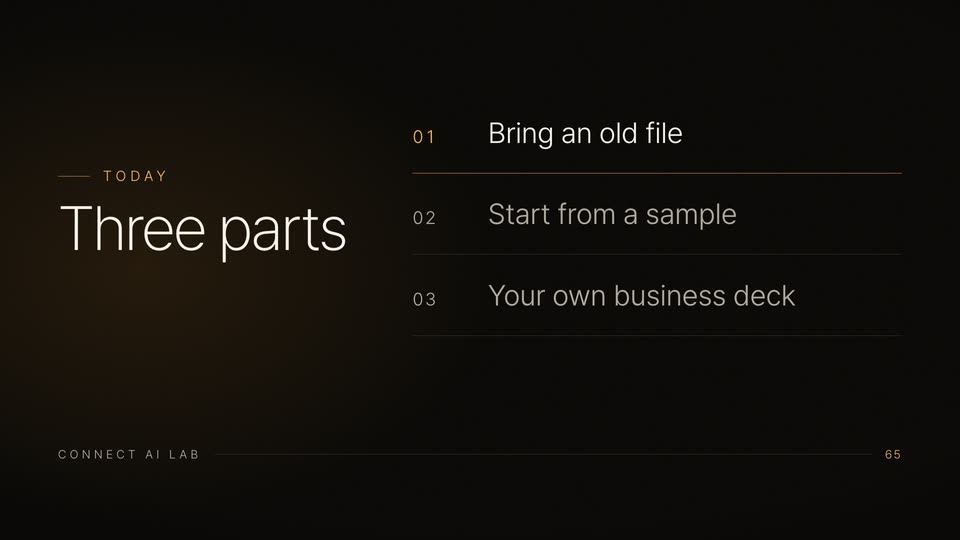 TODAY
Three parts
01 Bring an old file
02 Start from a sample
03 Your own business deck
CONNECT AI LAB 65